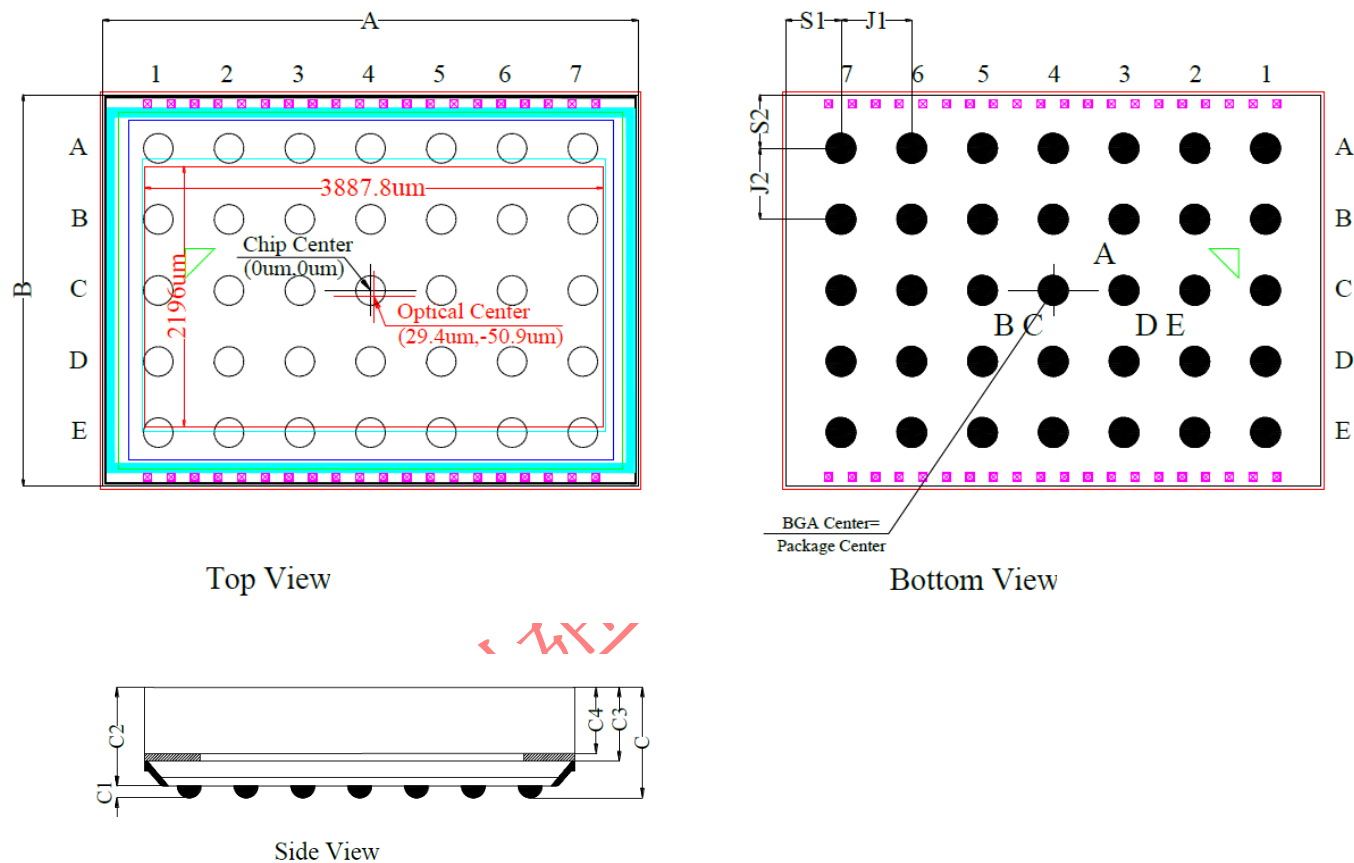 A
S1
J1
1 2 3 4 5 6 7
7 6 5 4 3 2 1
S2
J2
A
B
C
D
E
B
3887.8um
2196um
Chip Center
(0um,0um)
Optical Center
(29.4um,-50.9um)
A
B C
D E
A
B
C
D
E
BGA Center=
Package Center
Top View
Bottom View
C2
C1
C4
C3
C
Side View